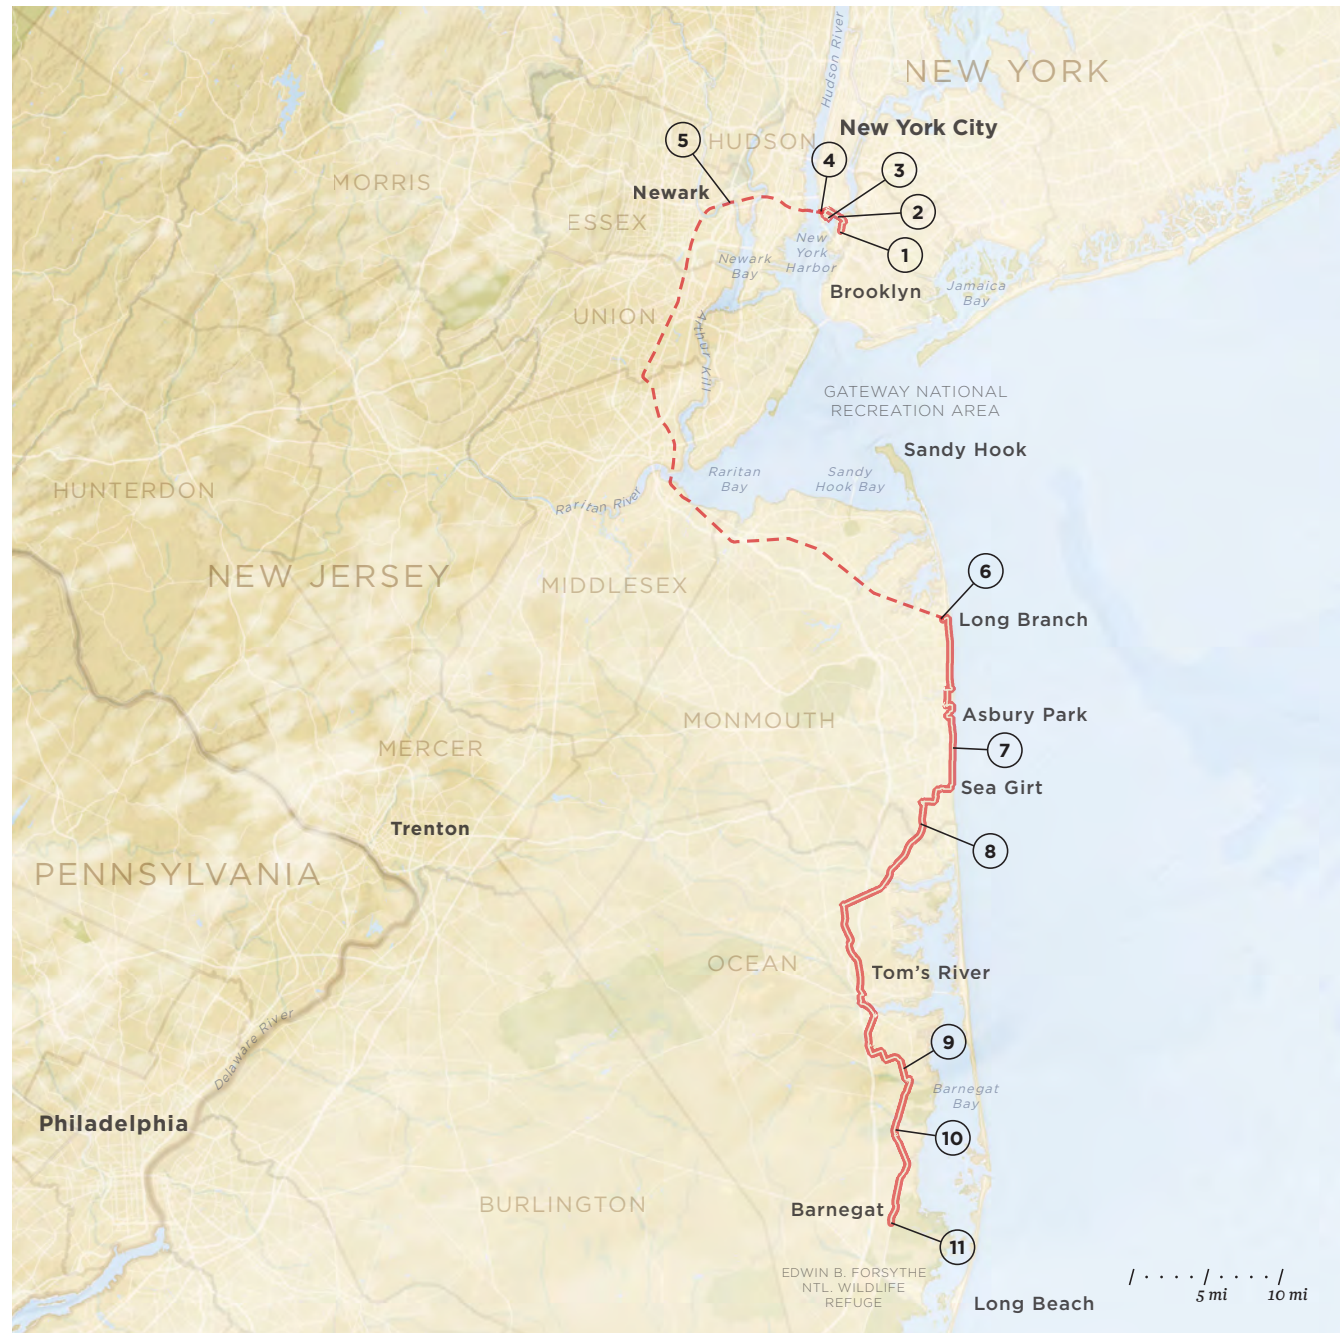 Hudson River
NEW YORK
New York City
5
HUDSON
4
3
MORRIS
Newark
2
ESSEX
New
York
Harbor
1
Newark
Bay
Brooklyn
Jamaica
Bay
UNION
Arthur Kill
GATEWAY NATIONAL
RECREATION AREA
Sandy Hook
Raritan
Bay
Sandy
Hook Bay
HUNTERDON
Raritan River
NEW JERSEY
MIDDLESEX
6
Long Branch
MONMOUTH
Asbury Park
MERCER
7
Sea Girt
Trenton
8
PENNSYLVANIA
OCEAN
Tom’s River
Delaware River
9
Barnegat
Bay
Philadelphia
10
BURLINGTON
Barnegat
11
EDWIN B. FORSYTHE
NTL. WILDLIFE
REFUGE
5 mi
10 mi
Long Beach